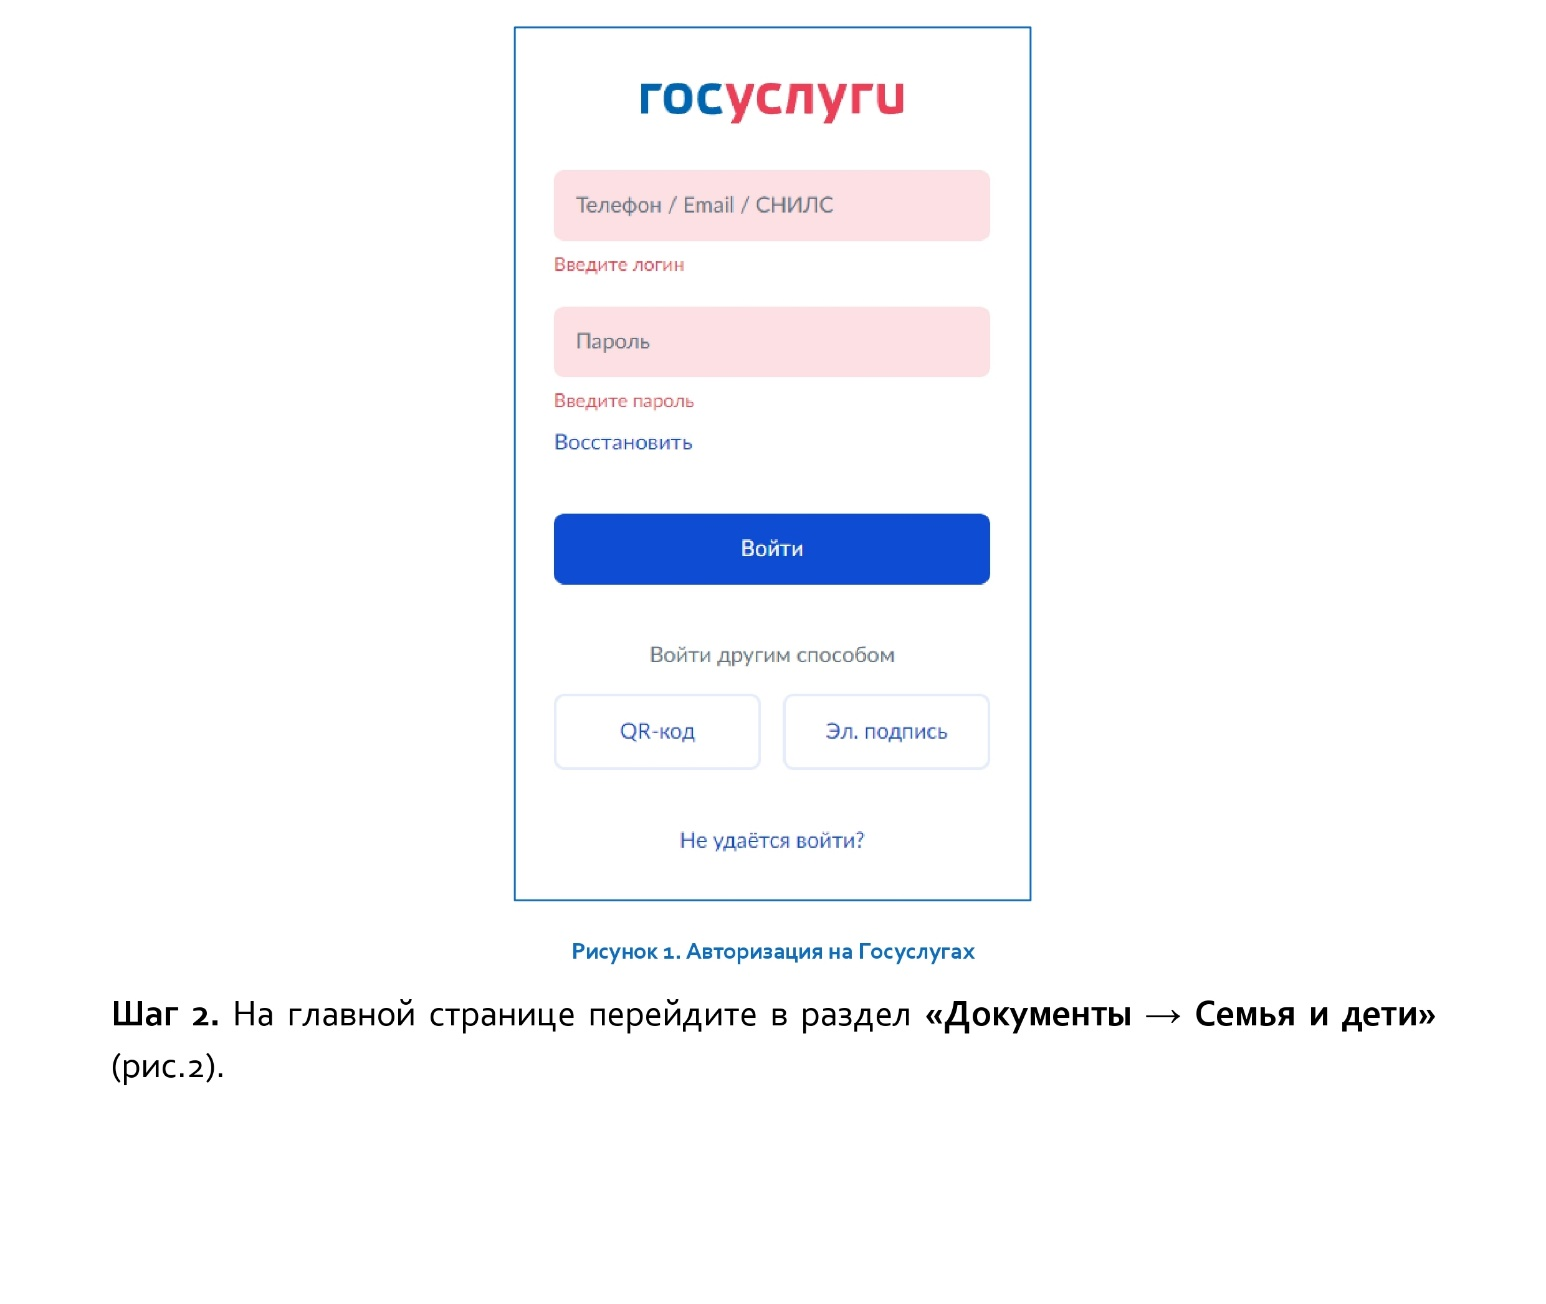 госуслуги
Телефон / Email / СНИЛС
Введите логин
Пароль
Введите пароль
Восстановить
Войти
Войти другим способом
QR-код
Эл. подпись
Не удаётся войти?
Рисунок 1. Авторизация на Госуслугах
Шаг 2. На главной странице перейдите в раздел «Документы → Семья и дети»
(рис.2).